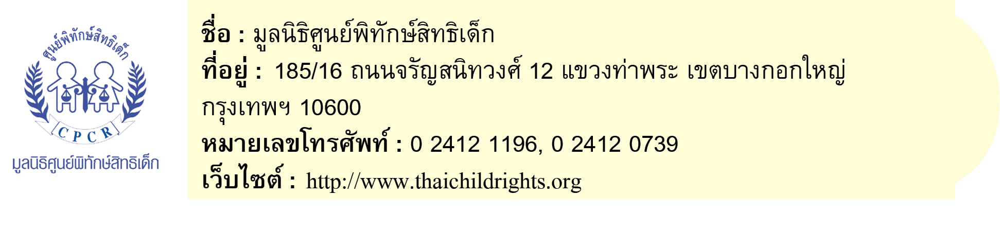 ศูนย์พิทักษ์สิทธิเด็ก
CPCR
มูลนิธิศูนย์พิทักษ์สิทธิเด็ก
ชื่อ : มูลนิธิศูนย์พิทักษ์สิทธิเด็ก
ที่อยู่ : 185/16 ถนนจรัญสนิทวงศ์ 12 แขวงท่าพระ เขตบางกอกใหญ่
กรุงเทพฯ 10600
หมายเลขโทรศัพท์ : 0 2412 1196, 0 2412 0739
เว็บไซต์ : http://www.thaichildrights.org